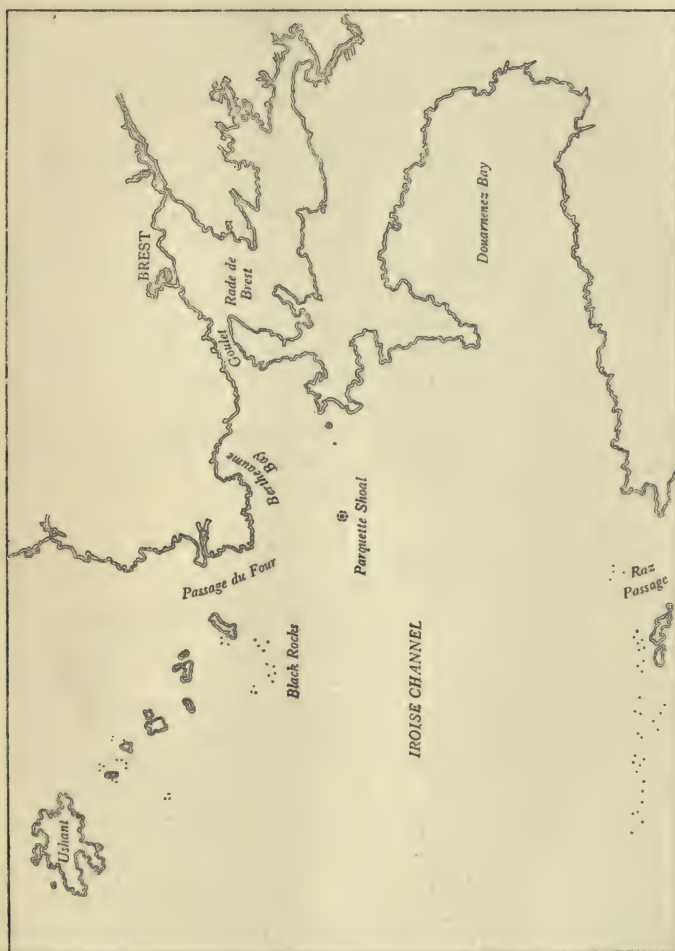 BREST
Goulet
Rade de
Brest
Bertheaume
Bay
Douarnenez Bay
Passage du Four
Parquette Shoal
Black Rocks
Raz
Passage
IROISE CHANNEL
Ushant